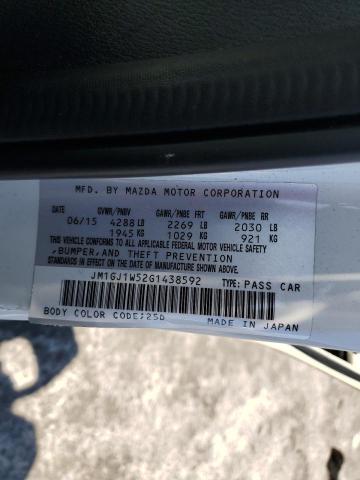 MFD. BY MAZDA MOTOR CORPORATION
DATE GVWR/PNBV GAWR/PNBE FRT GAWR/PNBE RR
06/15 4288 LB 2269 LB 2030 LB
1945 KG 1029 KG 921 KG
THIS VEHICLE CONFORMS TO ALL APPLICABLE FEDERAL MOTOR VEHICLE SAFETY
,BUMPER,AND THEFT PREVENTION
STANDARDS IN EFFECT ON THE DATE OF MANUFACTURE SHOWN ABOVE.
JM1GJ1W52G1438592 TYPE: PASS CAR
BODY COLOR CODE:25D MADE IN JAPAN